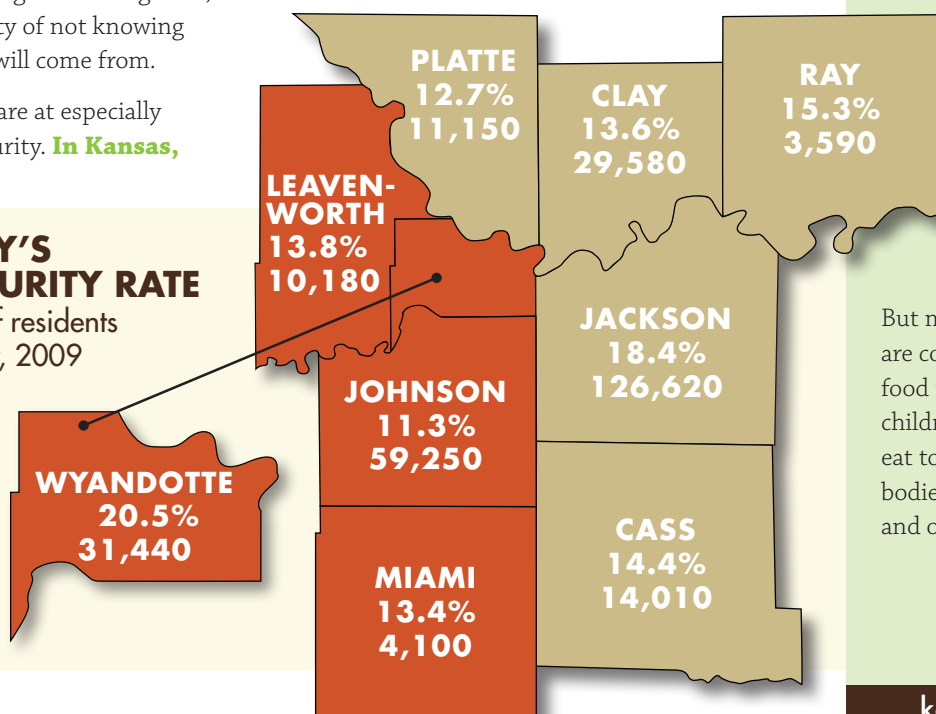 ty of not knowing
will come from.
are at especially
urity. In Kansas,
Y'S
URITY RATE
f residents
, 2009
PLATTE
12.7%
11,150
CLAY
13.6%
29,580
RAY
15.3%
3,590
LEAVEN-
WORTH
13.8%
10,180
JACKSON
18.4%
126,620
JOHNSON
11.3%
59,250
WYANDOTTE
20.5%
31,440
CASS
14.4%
14,010
MIAMI
13.4%
4,100
But
are
food
childr
eat to
bodie
and